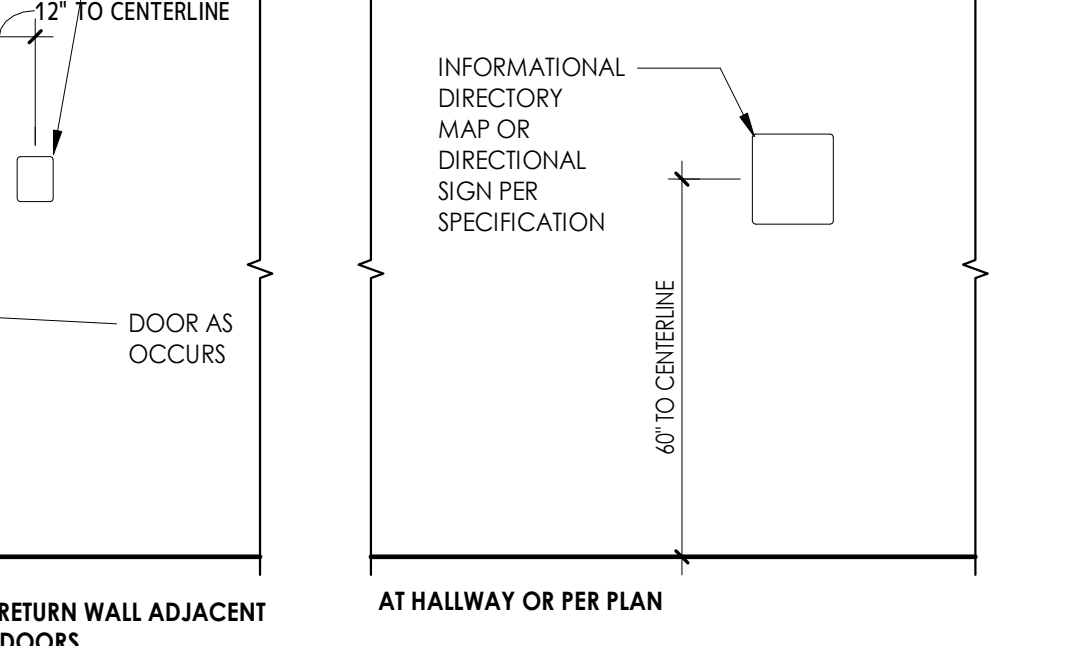 12" TO CENTERLINE
DOOR AS
OCCURS
RETURN WALL ADJACENT
DOORS
INFORMATIONAL
DIRECTORY
MAP OR
DIRECTIONAL
SIGN PER
SPECIFICATION
60" TO CENTERLINE
AT HALLWAY OR PER PLAN